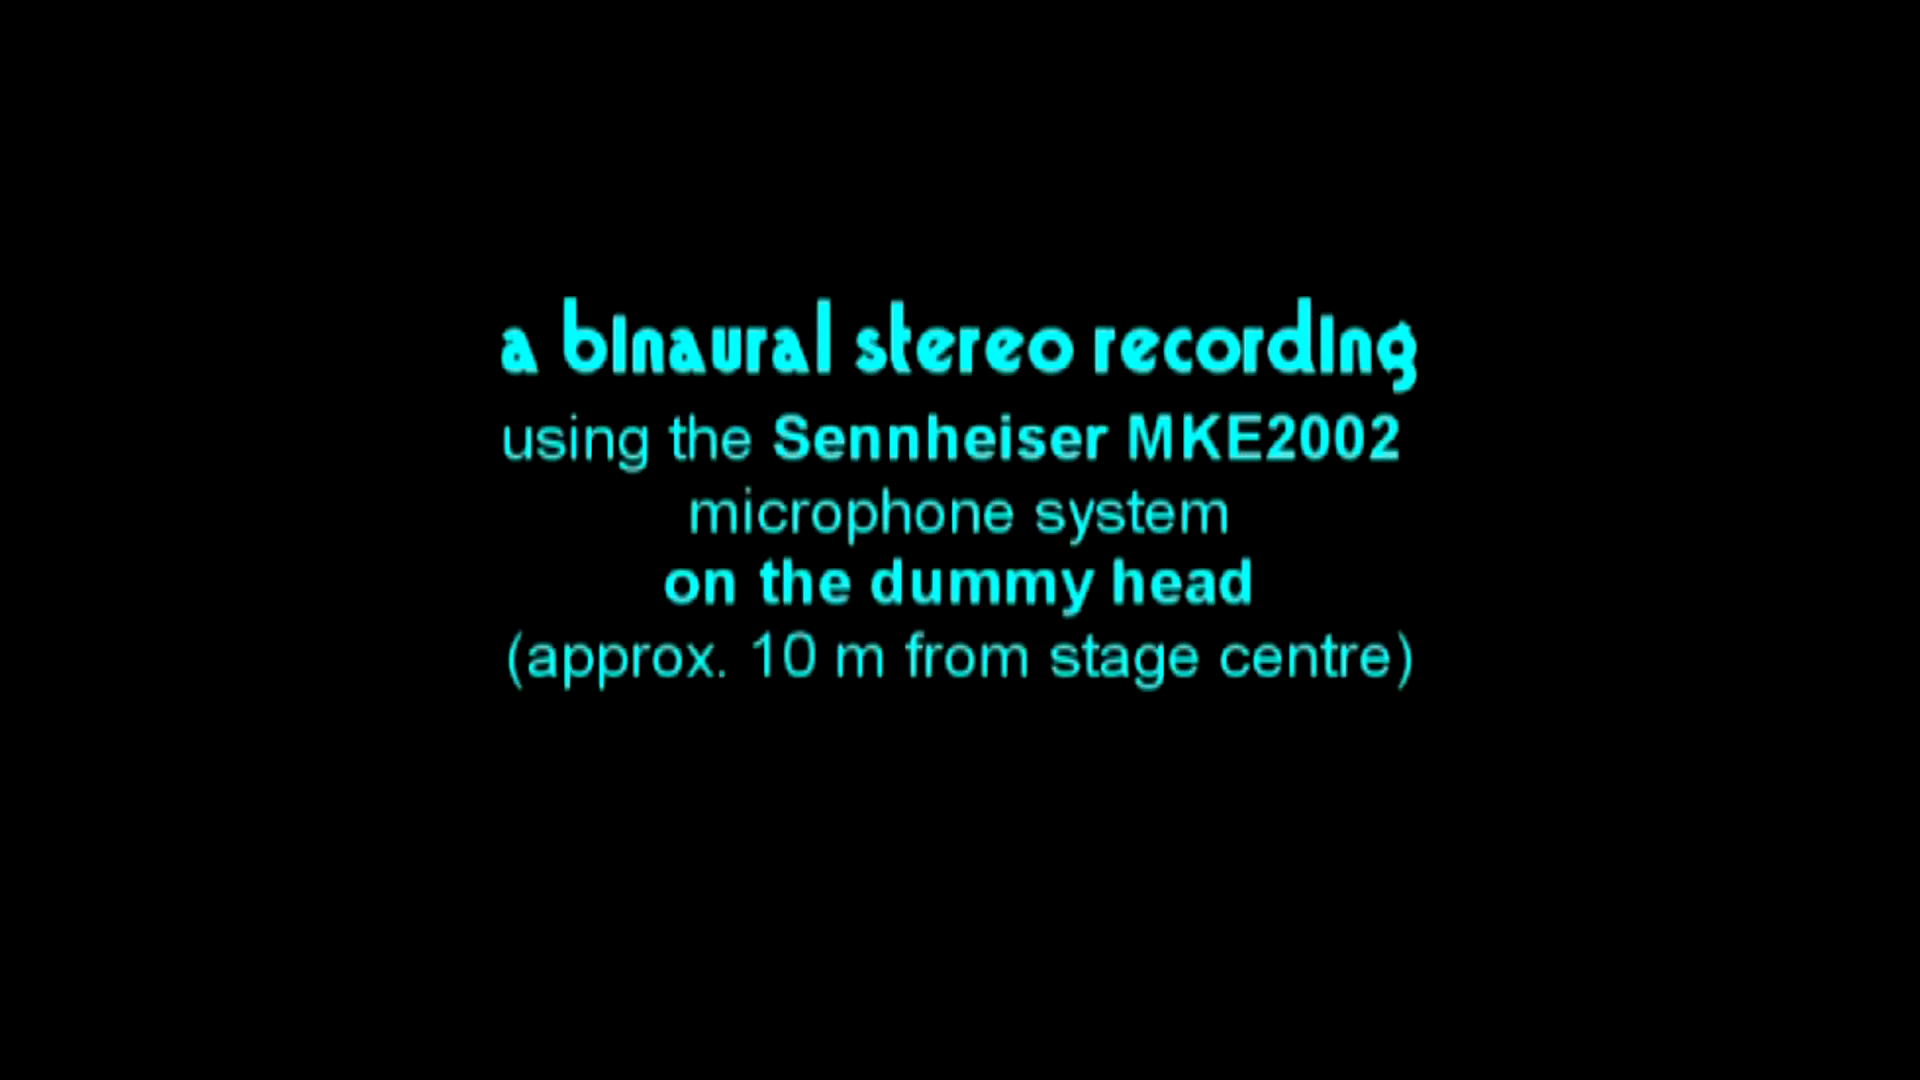 a binaural stereo recording
using the Sennheiser MKE2002
microphone system
on the dummy head
(approx. 10 m from stage centre)